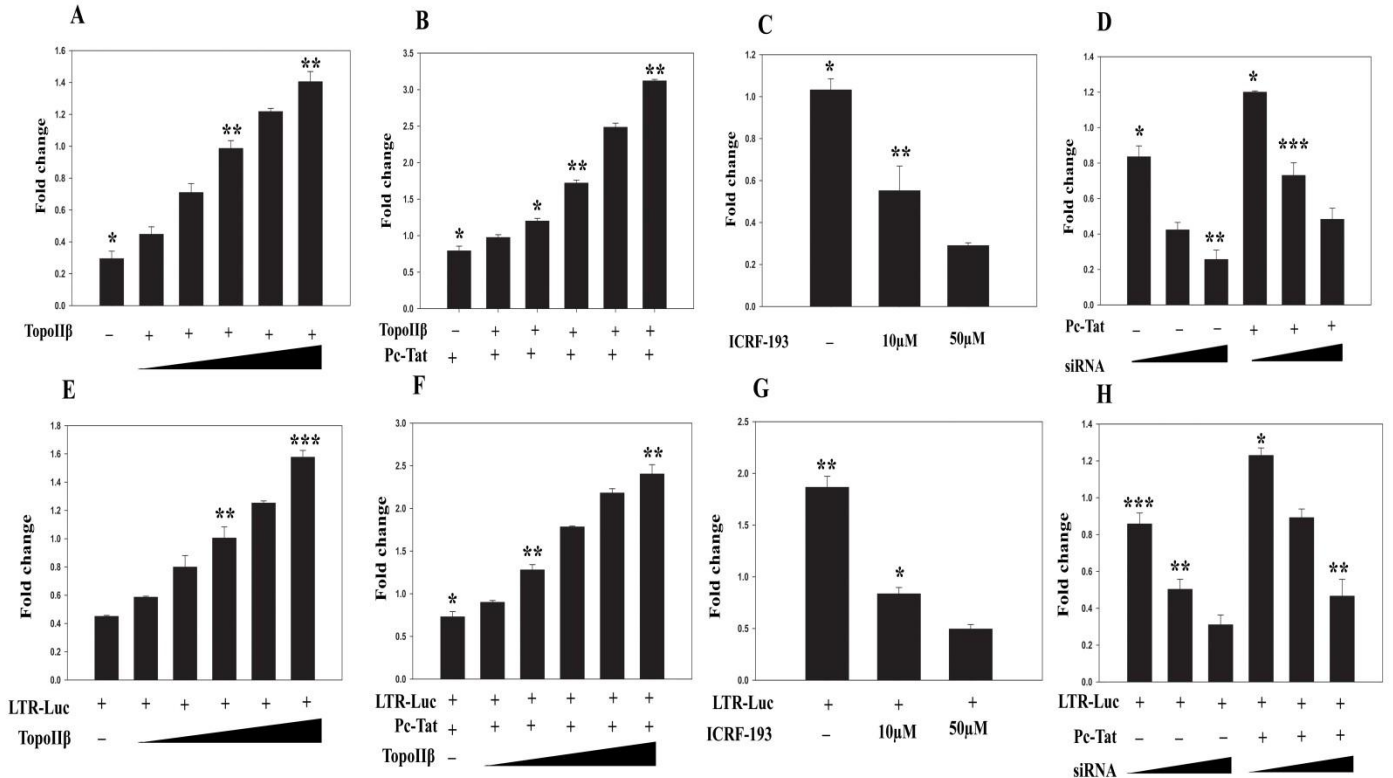 A
Fold change
1.6
1.4
1.2
1.0
0.8
0.6
0.4
0.2
0.0
* ** **
TopoIIβ – + + + + +
B
Fold change
3.5
3.0
2.5
2.0
1.5
1.0
0.5
0.0
* * ** **
TopoIIβ – + + + + +
Pc-Tat + + + + + +
C
Fold change
1.2
1.0
0.8
0.6
0.4
0.2
0.0
* **
ICRF-193 – 10µM 50µM
D
Fold change
1.4
1.2
1.0
0.8
0.6
0.4
0.2
0.0
* ** * ***
Pc-Tat – – – + + +
siRNA
E
Fold change
1.8
1.6
1.4
1.2
1.0
0.8
0.6
0.4
0.2
0.0
** ***
LTR-Luc + + + + + +
TopoIIβ –
F
Fold change
3.0
2.5
2.0
1.5
1.0
0.5
0.0
* ** **
LTR-Luc + + + + + +
Pc-Tat + + + + + +
TopoIIβ –
G
Fold change
2.5
2.0
1.5
1.0
0.5
0.0
** *
LTR-Luc + + +
ICRF-193 – 10µM 50µM
H
Fold change
1.4
1.2
1.0
0.8
0.6
0.4
0.2
0.0
*** ** * **
LTR-Luc + + + + + +
Pc-Tat – – – + + +
siRNA